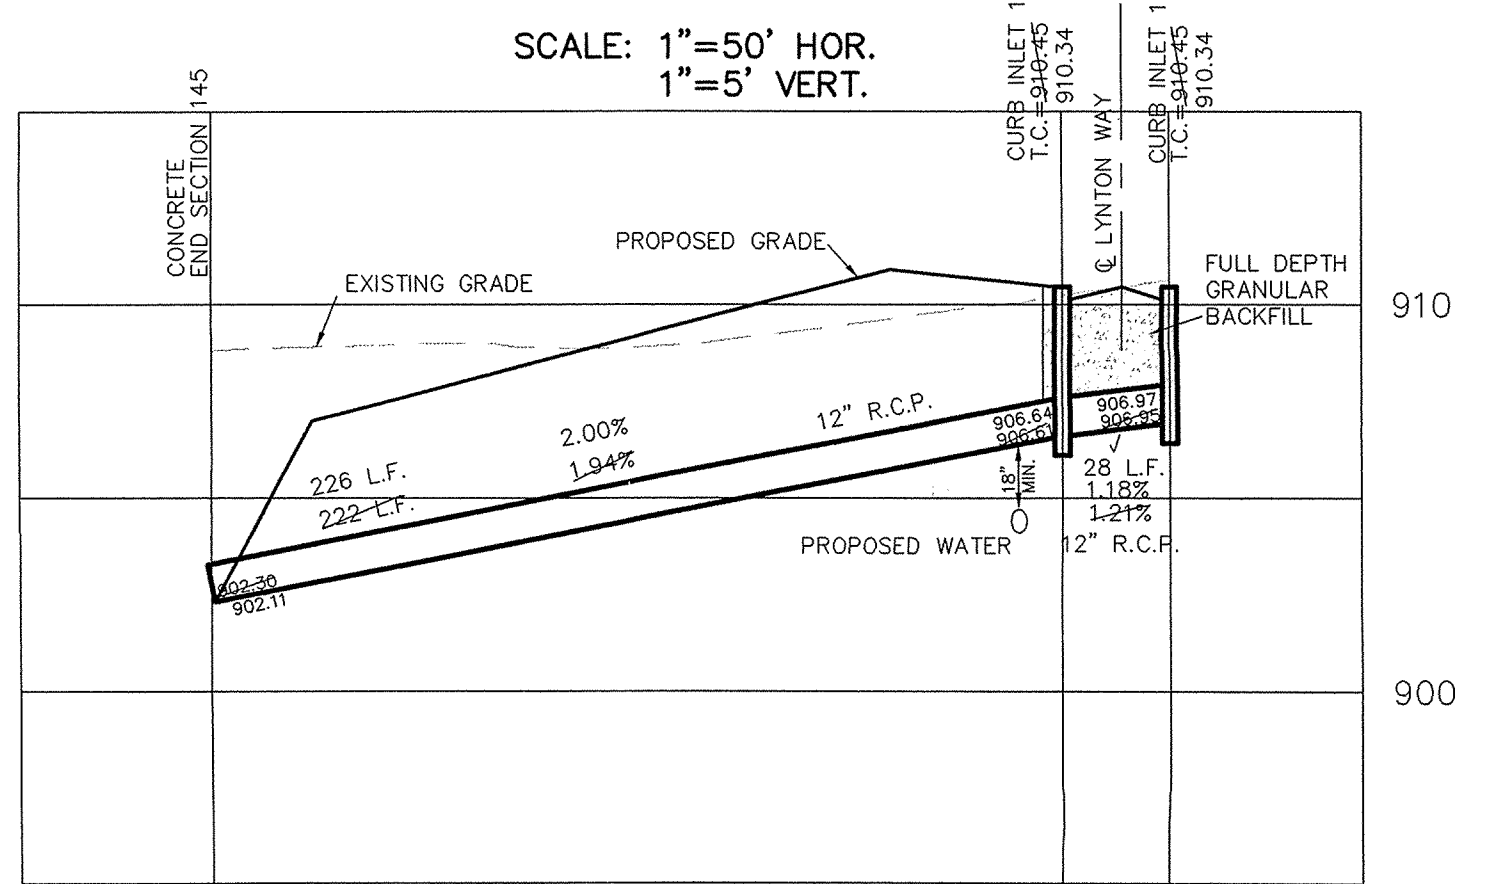 SCALE: 1"=50' HOR.
1"=5' VERT.
CONCRETE
END SECTION 145
CURB INLET 1
T.C.=910.45
910.34
℄ LYNTON WAY
CURB INLET 1
T.C.=910.45
910.34
PROPOSED GRADE
EXISTING GRADE
FULL DEPTH
GRANULAR
BACKFILL
910
12" R.C.P.
2.00%
1.94%
226 L.F.
222 L.F.
906.64
906.61
906.97
906.95
18"
MIN.
28 L.F.
1.18%
1.21%
12" R.C.P.
PROPOSED WATER
902.30
902.11
900